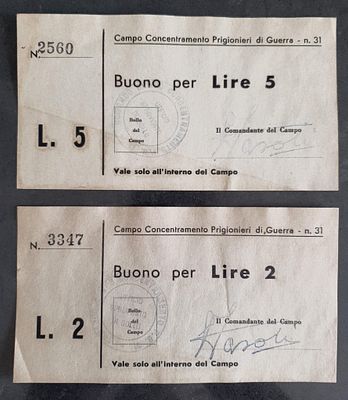 Campo Concentramento Prigionieri di Guerra - n. 31
N. 2560
Buono per Lire 5
Bollo
del
Campo
L. 5
Il Comandante del Campo
Vale solo all'interno del Campo
Campo Concentramento Prigionieri di Guerra - n. 31
N. 3347
Buono per Lire 2
Bollo
del
Campo
L. 2
Il Comandante del Campo
Vale solo all'interno del Campo